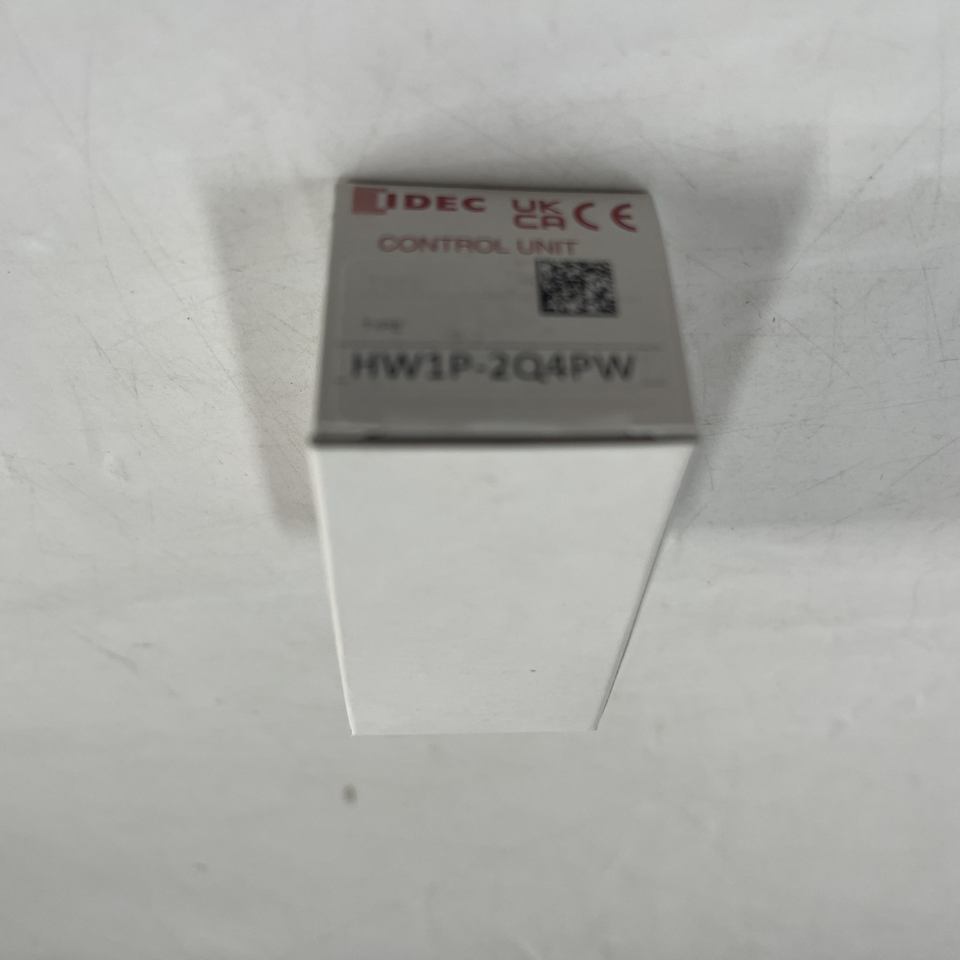 IDEC UK CA CE
CONTROL UNIT
HW1P-2Q4PW